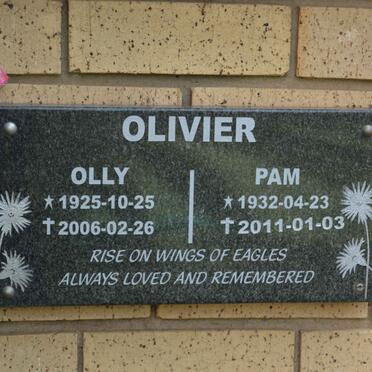 OLIVIER
OLLY PAM
★ 1925-10-25 ★ 1932-04-23
✝ 2006-02-26 ✝ 2011-01-03
RISE ON WINGS OF EAGLES
ALWAYS LOVED AND REMEMBERED